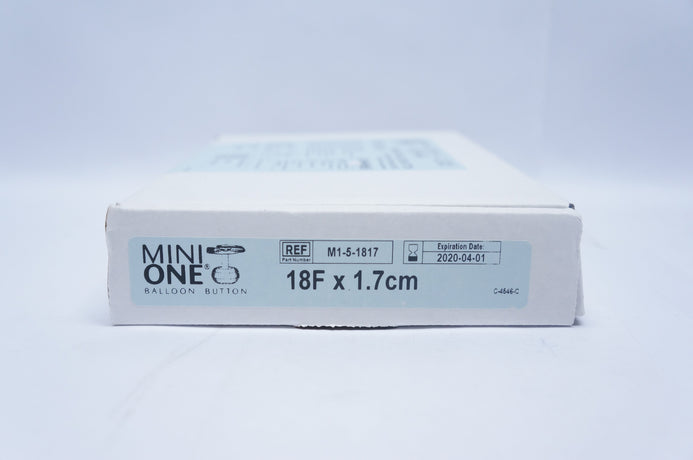 MINI
ONE®
BALLOON BUTTON
REF
Part Number
M1-5-1817
Expiration Date:
2020-04-01
18F x 1.7cm
C-4546-C